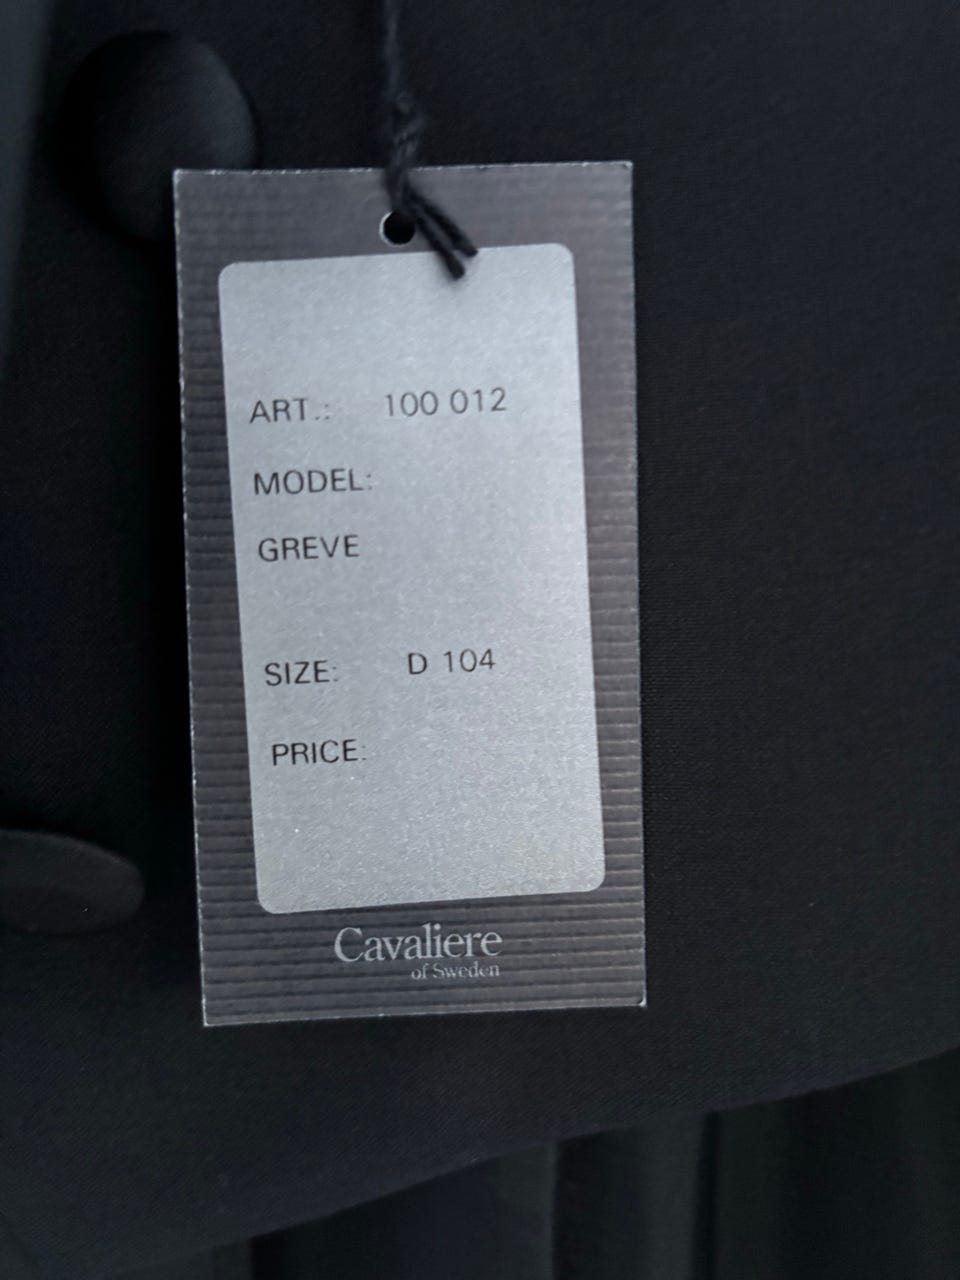 ART.: 100 012
MODEL:
GREVE
SIZE: D 104
PRICE:
Cavaliere
of Sweden